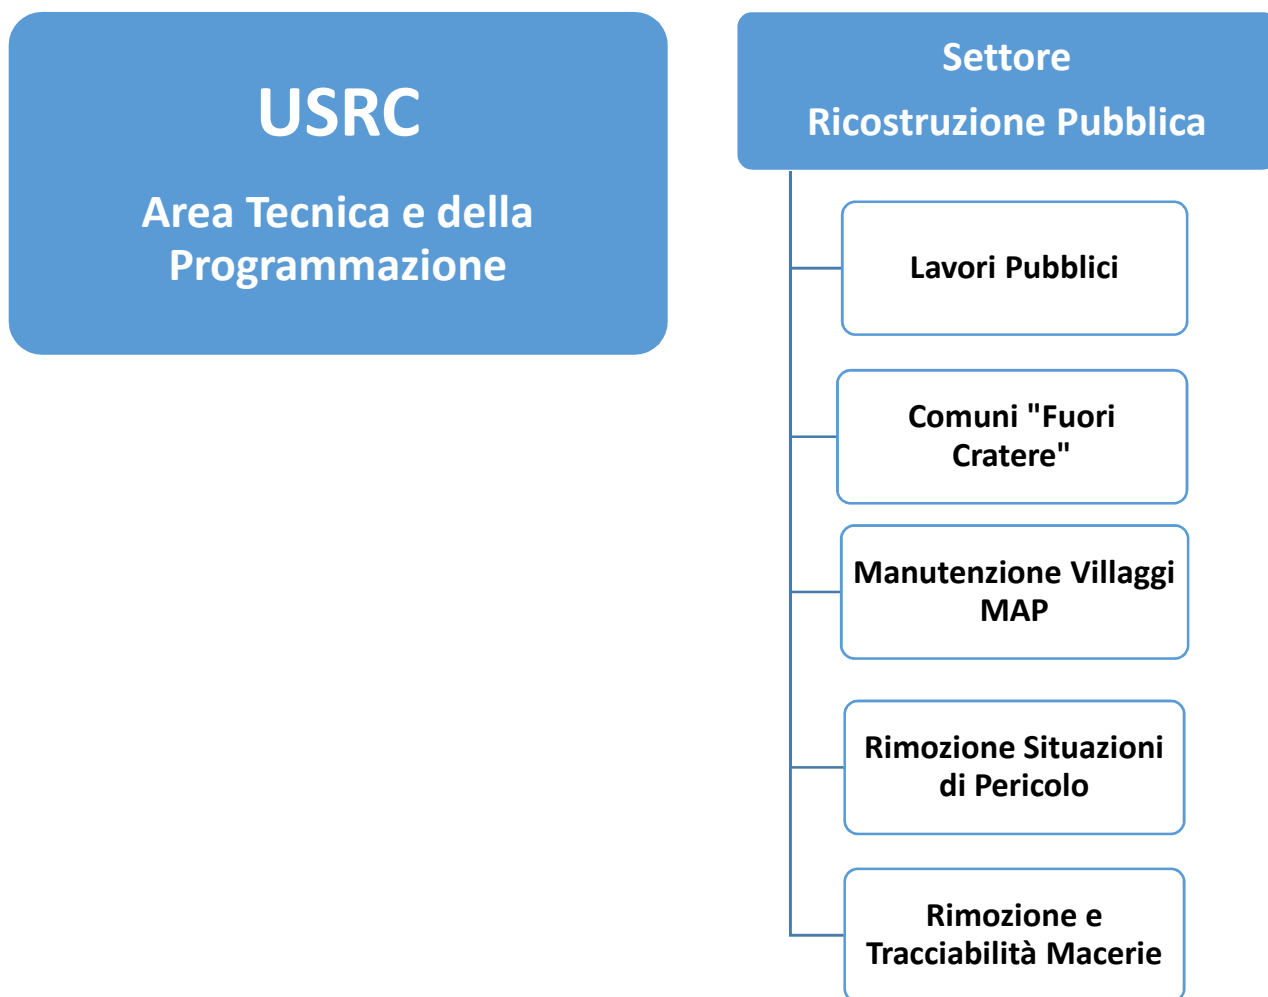 USRC
Area Tecnica e della
Programmazione
Settore
Ricostruzione Pubblica
Lavori Pubblici
Comuni "Fuori
Cratere"
Manutenzione Villaggi
MAP
Rimozione Situazioni
di Pericolo
Rimozione e
Tracciabilità Macerie